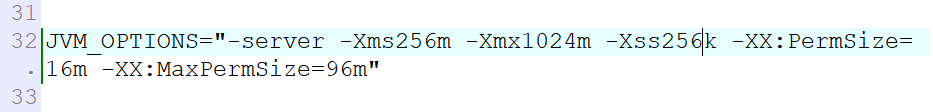 31
32 JVM_OPTIONS="-server -Xms256m -Xmx1024m -Xss256k -XX:PermSize=
. 16m -XX:MaxPermSize=96m"
33